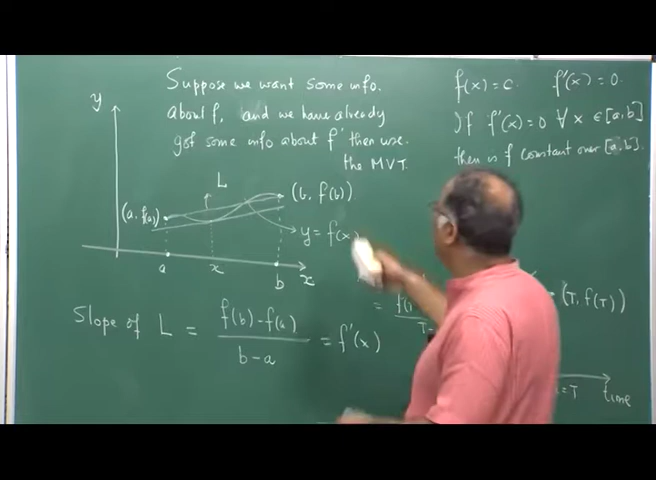 Suppose we want some info.
about f, and we have already
got some info about f' then use.
the MVT.
f(x) = c. f'(x) = 0.
If f'(x) = 0 ∀ x ∈ [a, b]
then is f constant over [a, b].
y
L
(a, f(a))
(b, f(b))
y = f(x)
a x b x
Slope of L = \frac{f(b) - f(a)}{b - a} = f'(x)
(T, f(T))
= T time